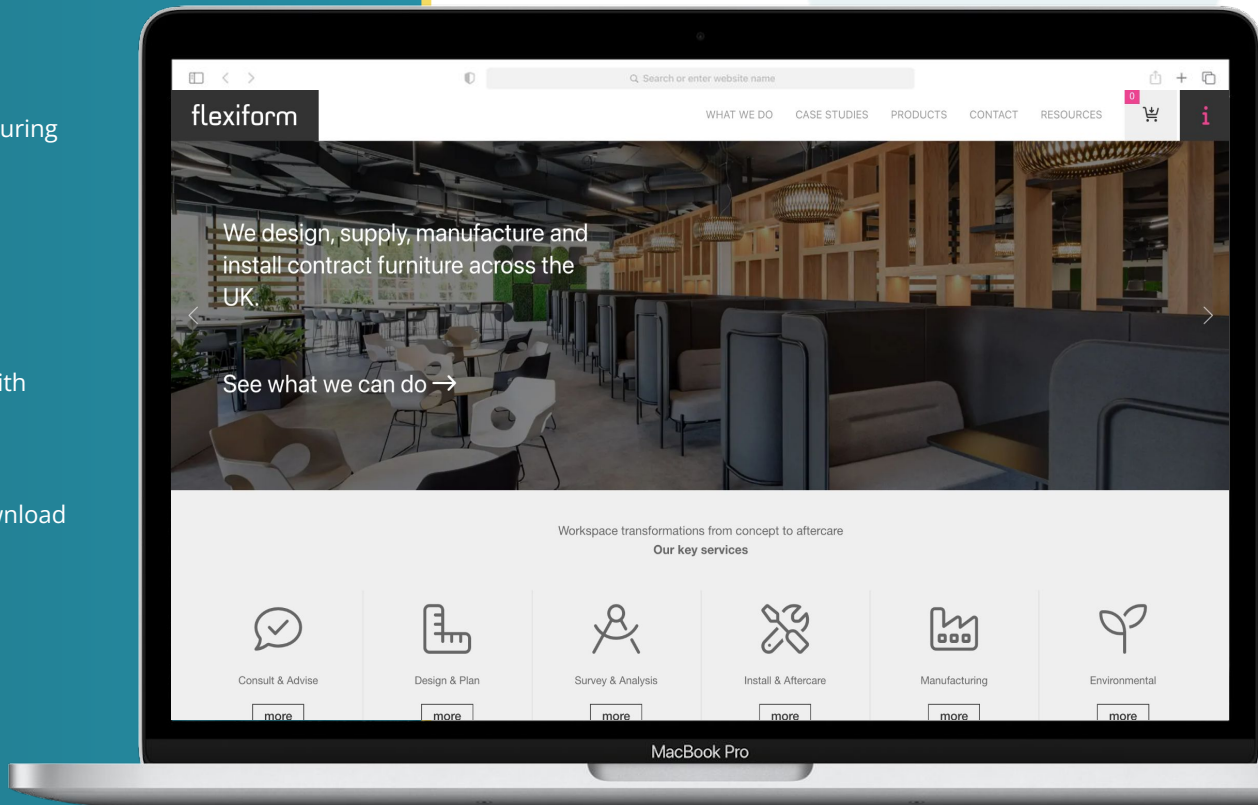 uring
ith
wnload
Search or enter website name
flexiform
WHAT WE DO CASE STUDIES PRODUCTS CONTACT RESOURCES
0
i
We design, supply, manufacture and
install contract furniture across the
UK.
See what we can do →
Workspace transformations from concept to aftercare
Our key services
Consult & Advise Design & Plan Survey & Analysis Install & Aftercare Manufacturing Environmental
more more more more more more
MacBook Pro